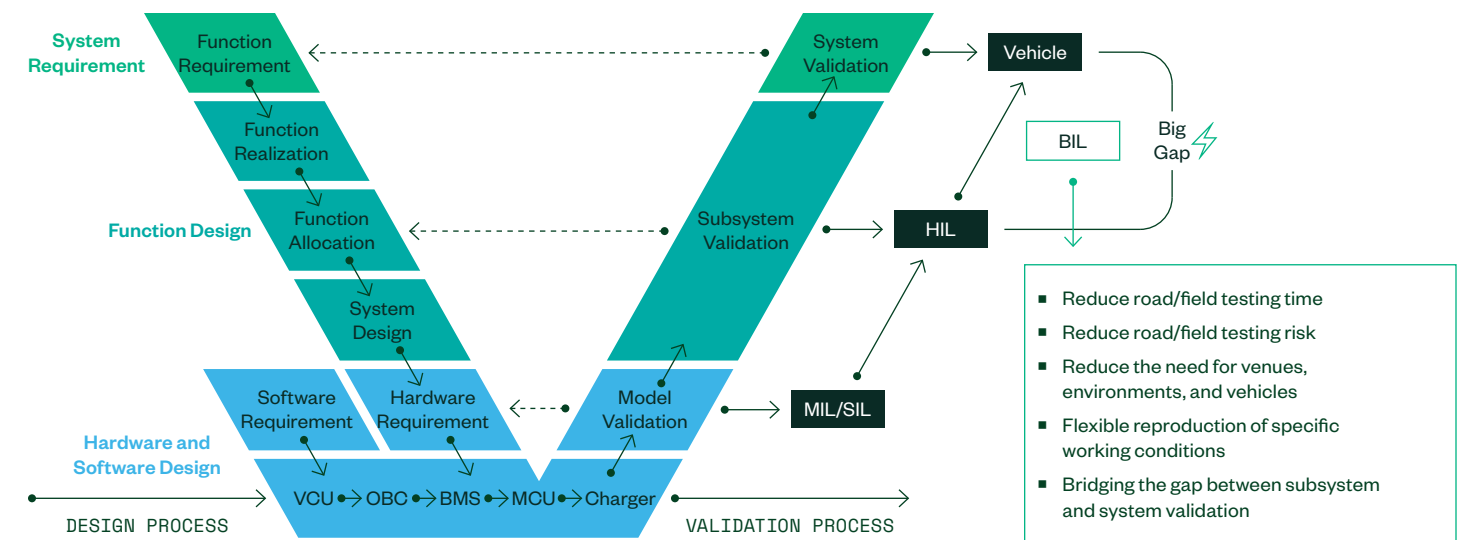 System
Requirement
Function
Requirement
System
Validation
Vehicle
Function
Realization
BIL
Big
Gap
Function Design
Function
Allocation
Subsystem
Validation
HIL
System
Design
Software
Requirement
Hardware
Requirement
Model
Validation
MIL/SIL
Hardware and
Software Design
VCU
OBC
BMS
MCU
Charger
DESIGN PROCESS
VALIDATION PROCESS
Reduce road/field testing time
Reduce road/field testing risk
Reduce the need for venues,
environments, and vehicles
Flexible reproduction of specific
working conditions
Bridging the gap between subsystem
and system validation